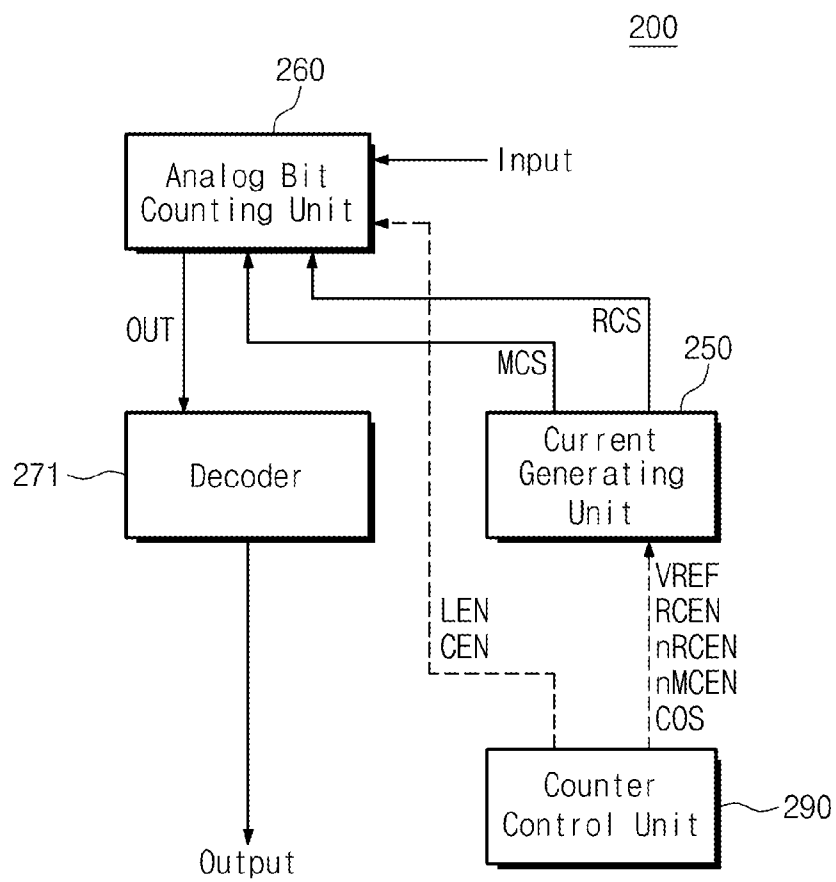 200
260
Analog Bit
Counting Unit
Input
OUT
RCS
MCS
250
271
Decoder
Current
Generating
Unit
LEN
CEN
VREF
RCEN
nRCEN
nMCEN
COS
Counter
Control Unit
290
Output